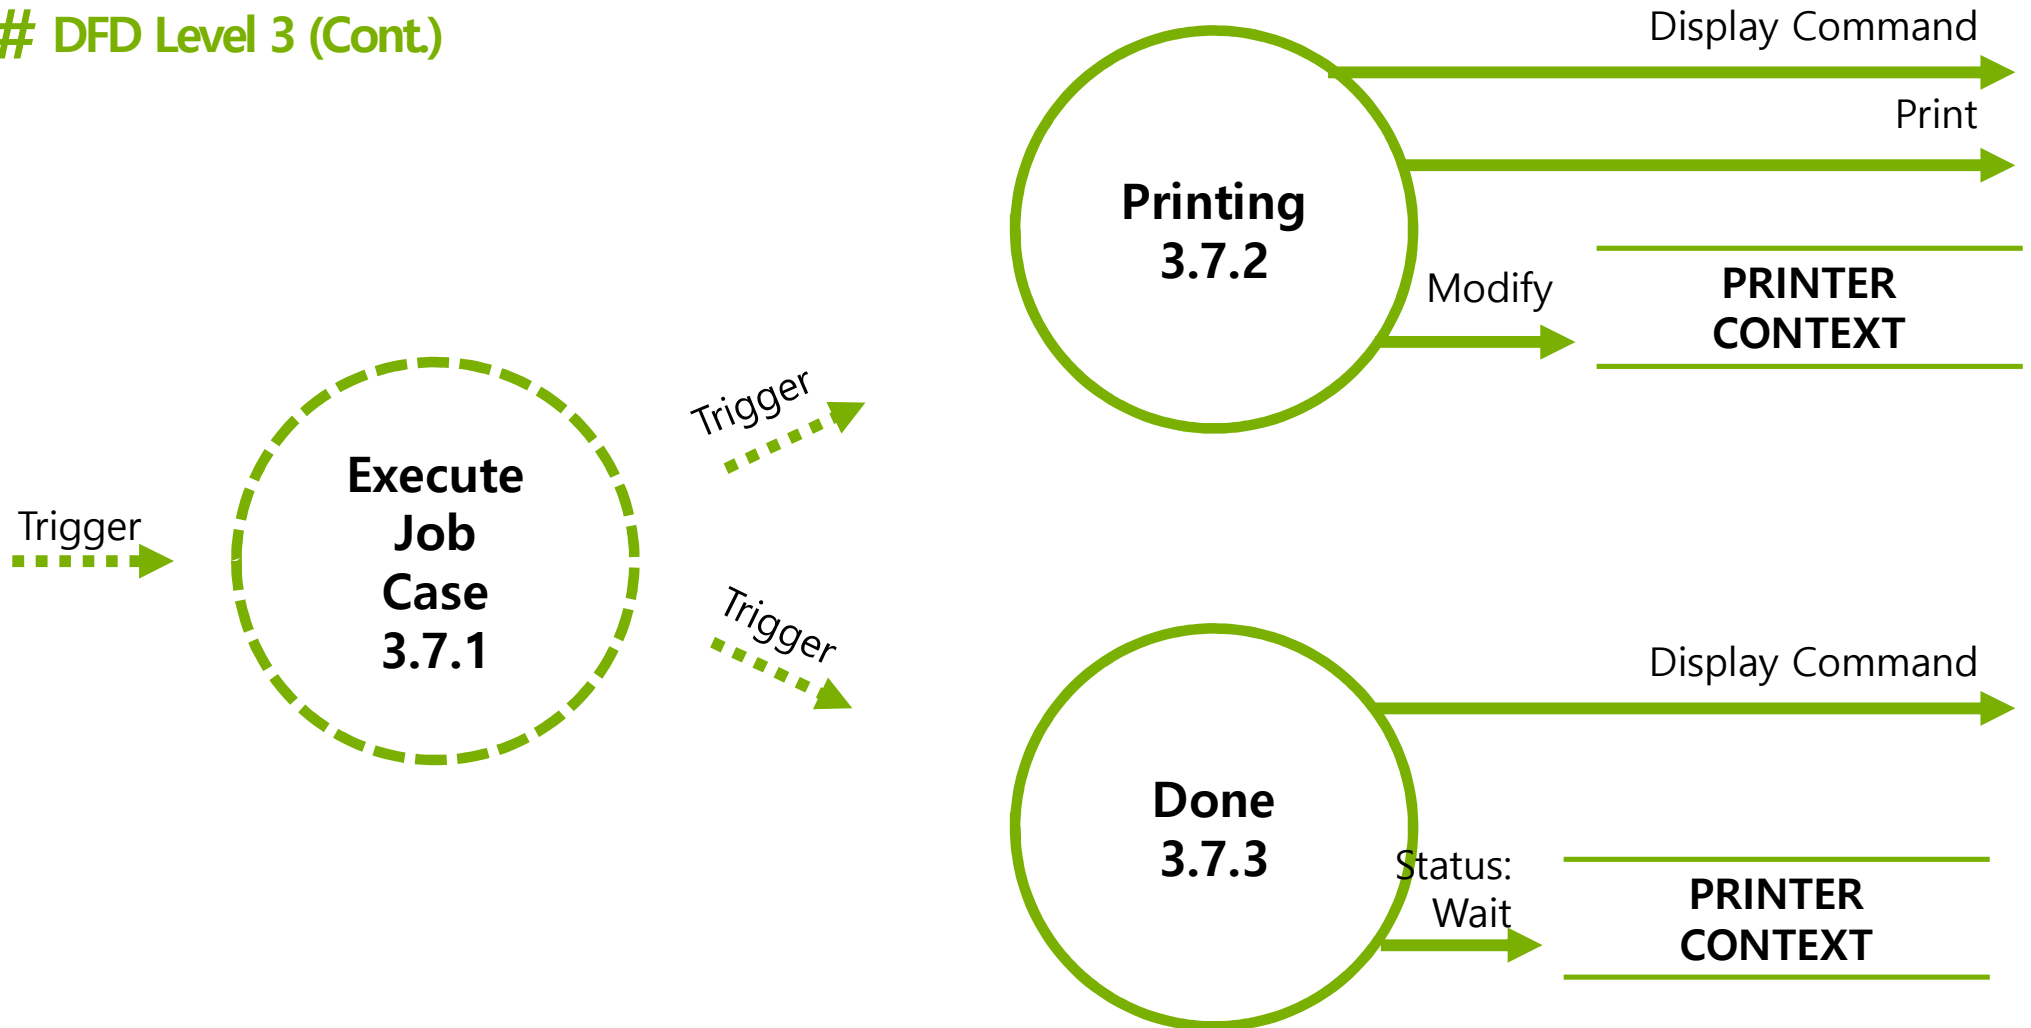 # DFD Level 3 (Cont.)
Display Command
Print
Printing
3.7.2
Modify
PRINTER
CONTEXT
Trigger
Execute
Job
Case
3.7.1
Trigger
Trigger
Display Command
Done
3.7.3
Status:
Wait
PRINTER
CONTEXT